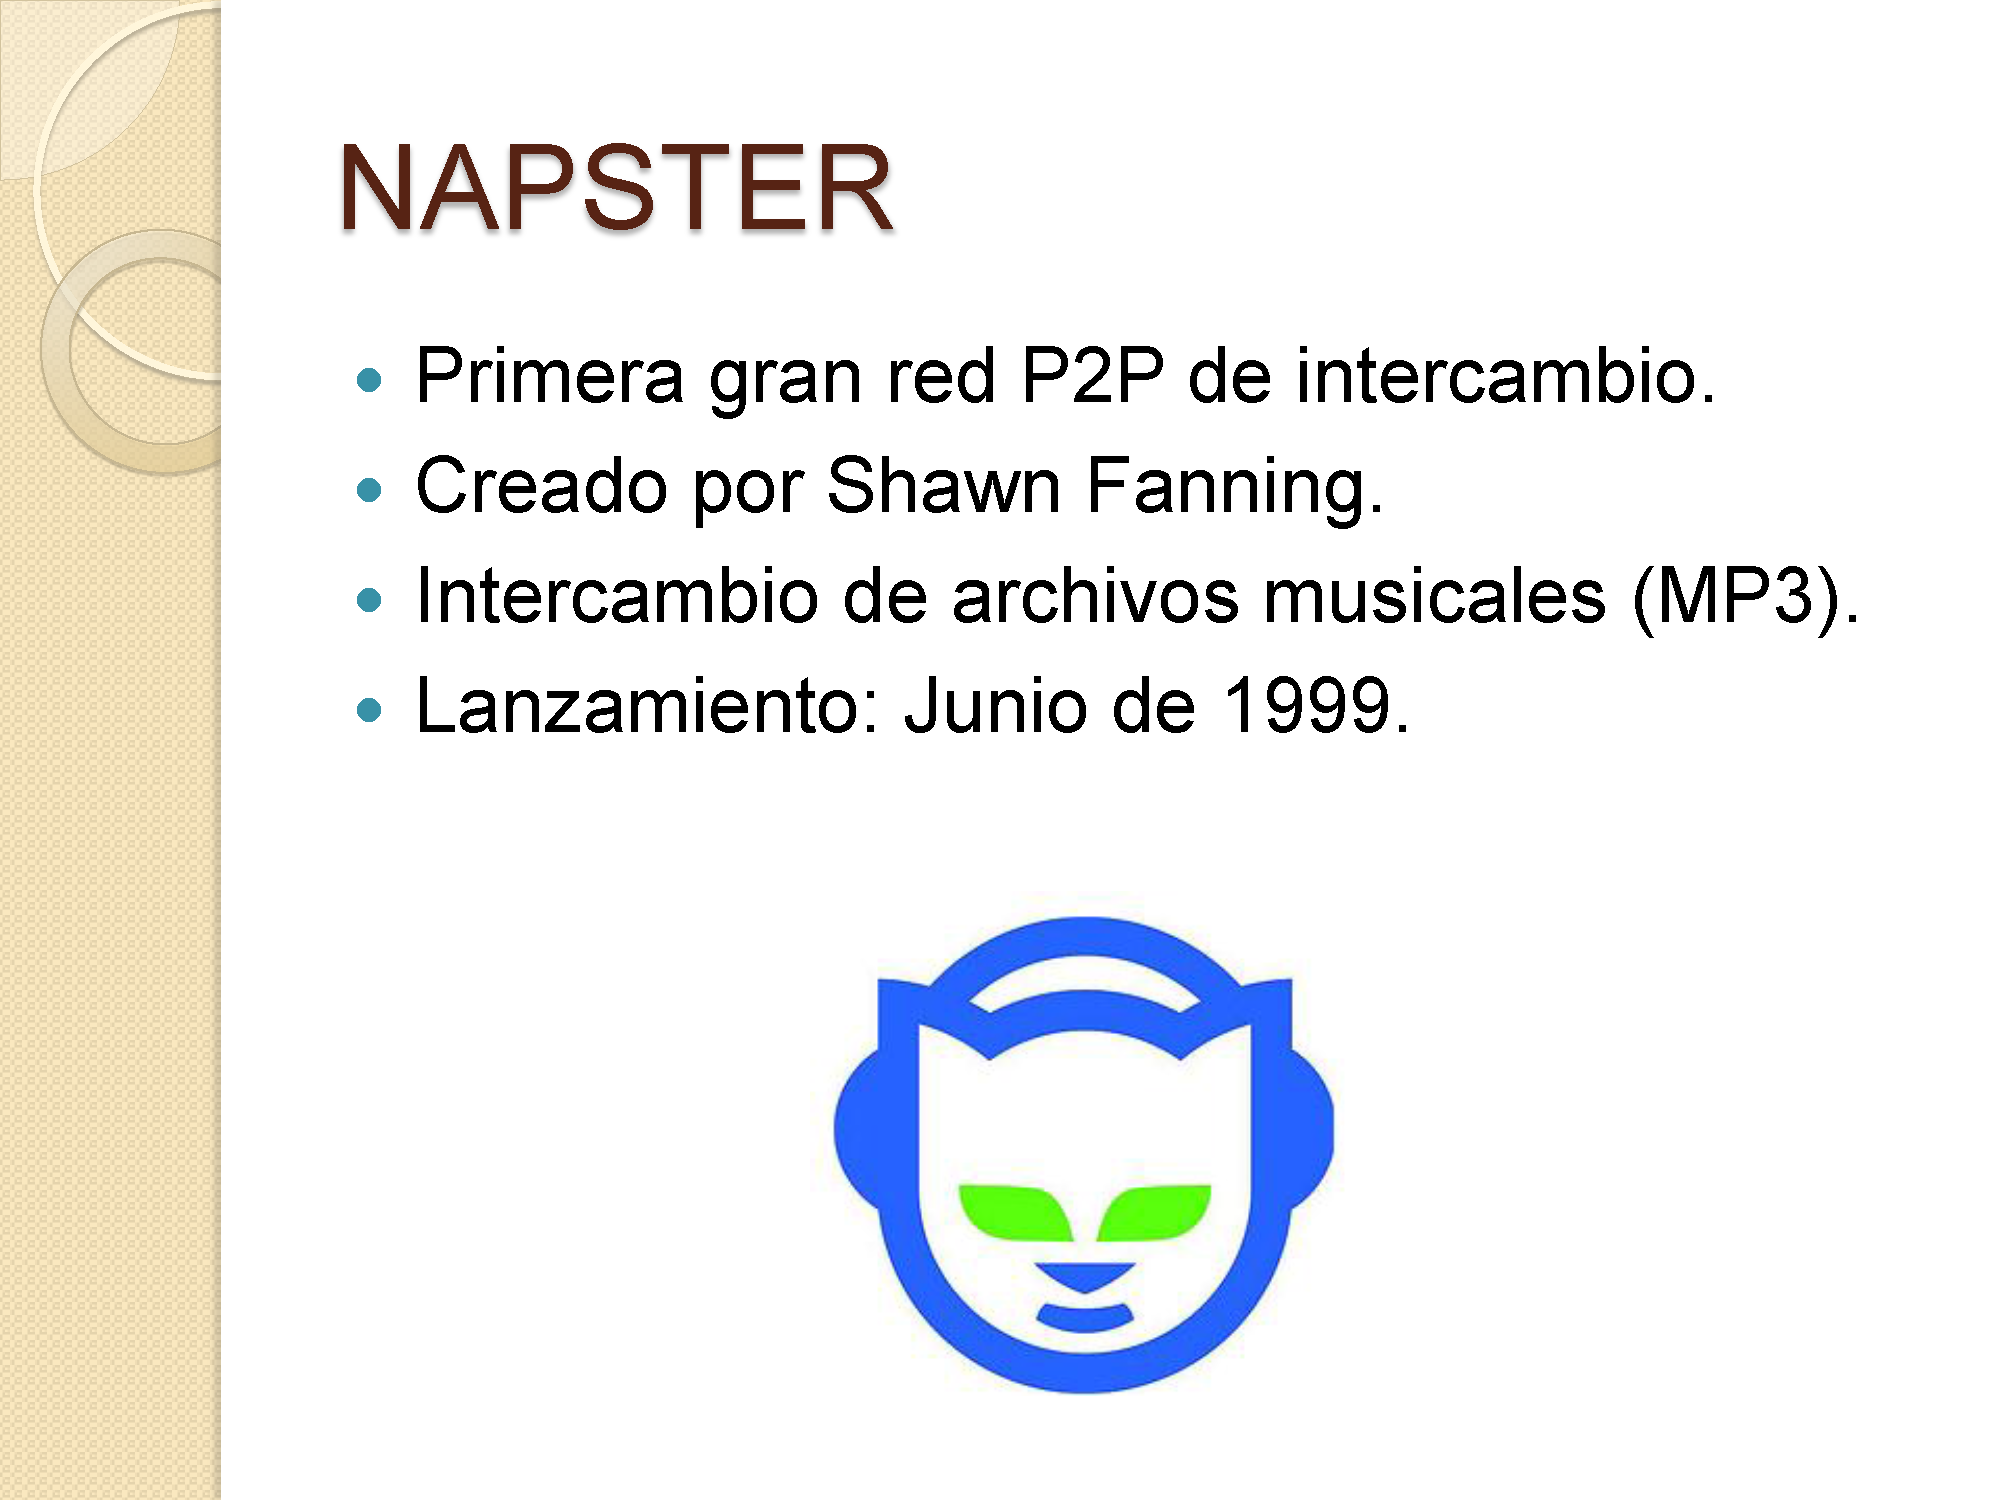 NAPSTER
Primera gran red P2P de intercambio.
Creado por Shawn Fanning.
Intercambio de archivos musicales (MP3).
Lanzamiento: Junio de 1999.